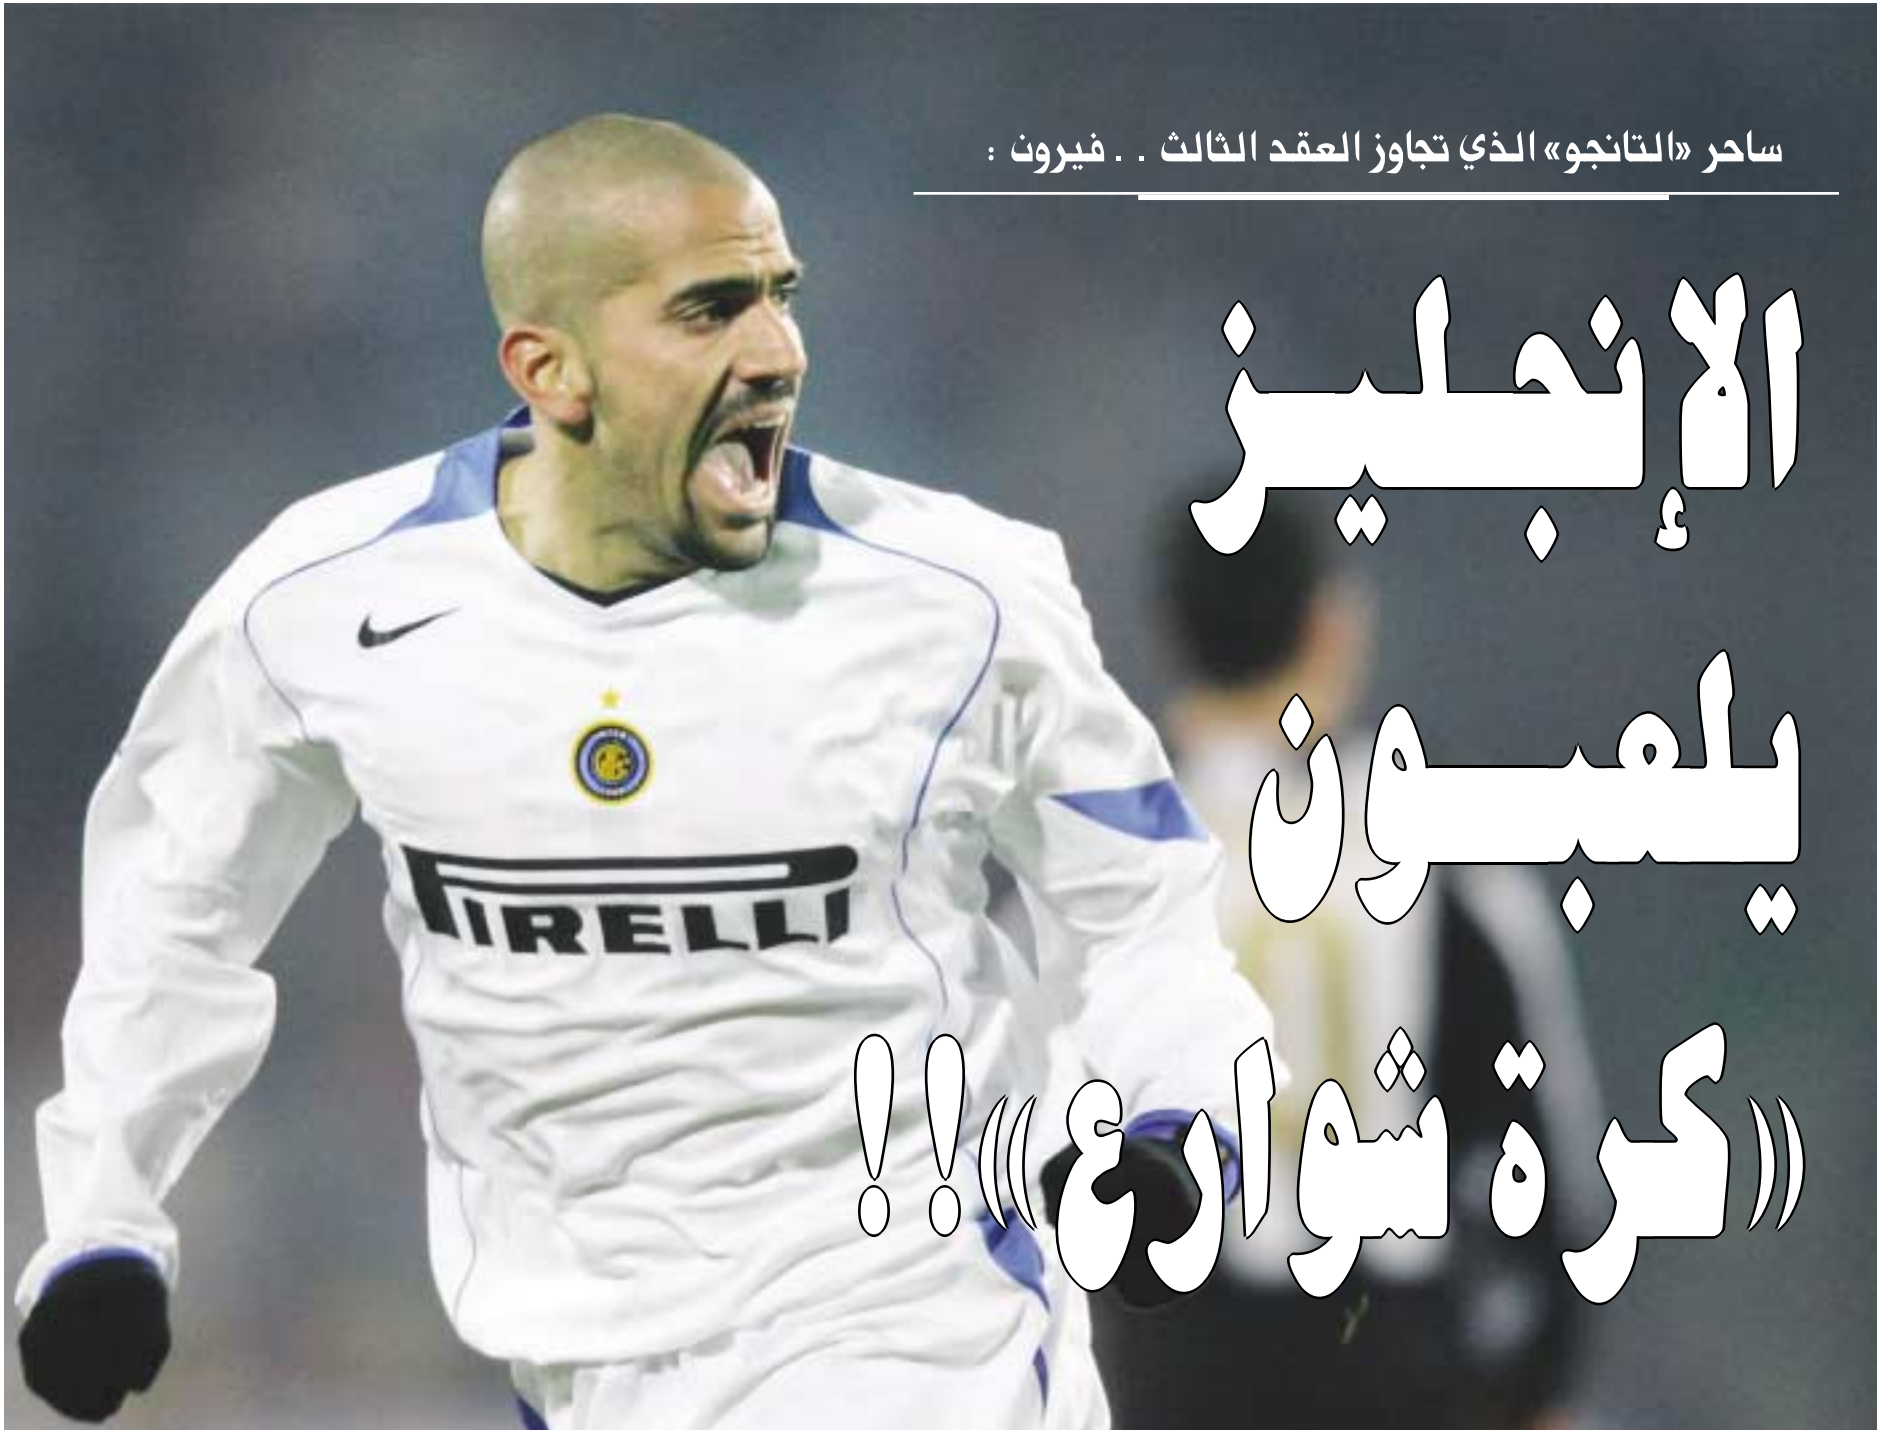 ساحر «التانجو» الذي تجاوز العقد الثالث . . فيرون :
الإنجليز
يلعبون
«كرة شوارع»!!
PIRELLI